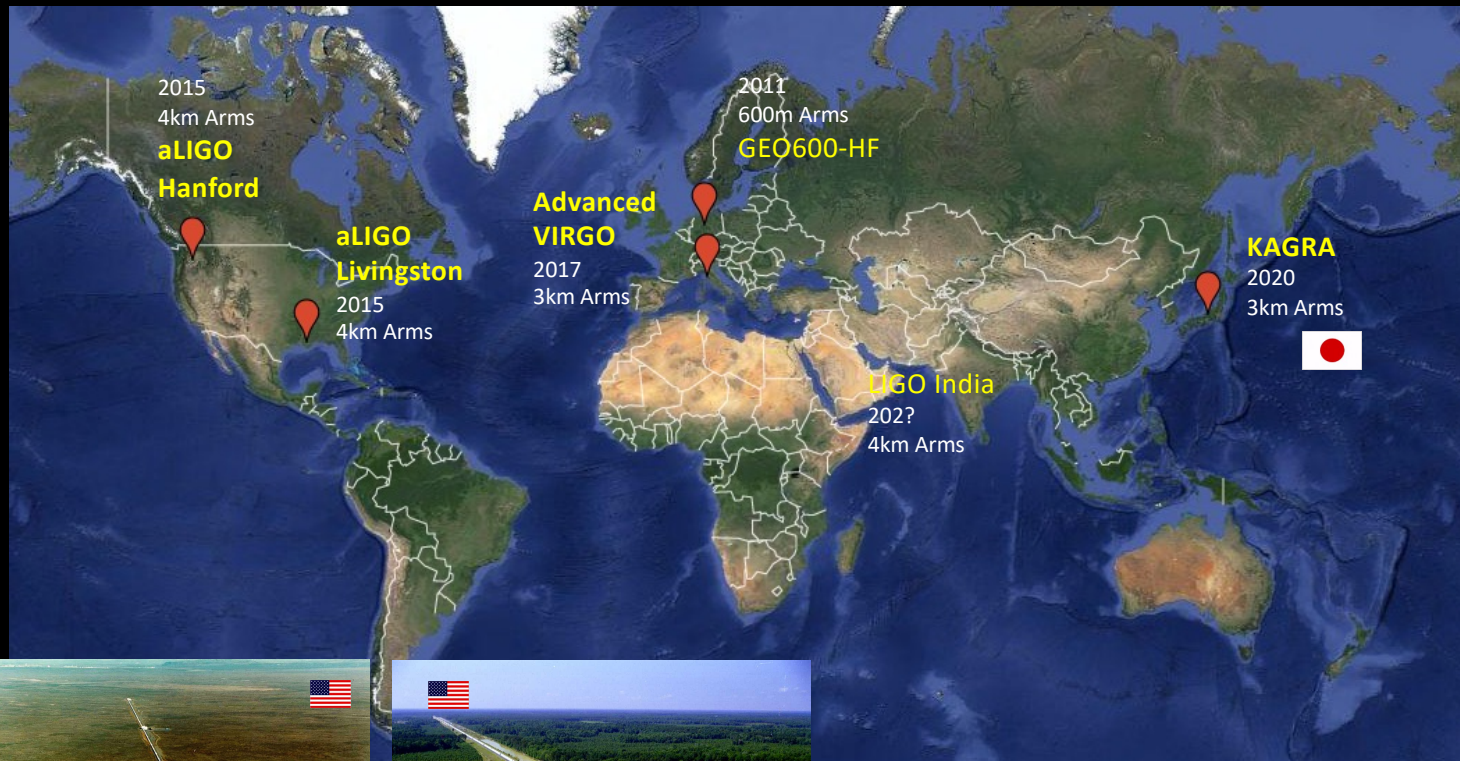 2015
4km Arms
aLIGO
Hanford
aLIGO
Livingston
2015
4km Arms
2011
600m Arms
GEO600-HF
Advanced
VIRGO
2017
3km Arms
KAGRA
2020
3km Arms
LIGO India
202?
4km Arms